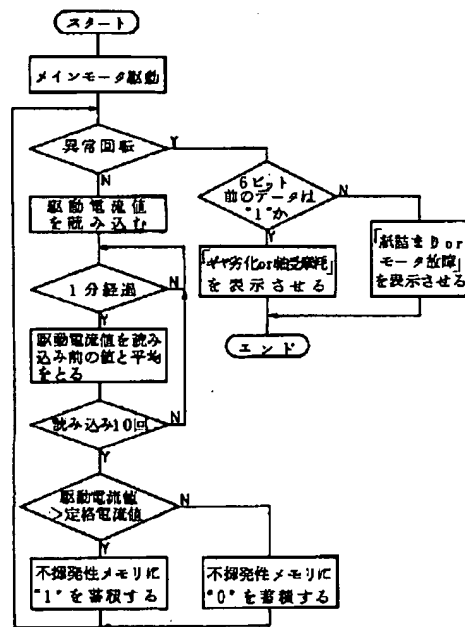 スタート
メインモータ駆動
異常回転
Y
N
駆動電流値
を読み込む
1分経過
N
Y
駆動電流値を読み
込み前の値と平均
をとる
読み込み10回
N
Y
駆動電流値
>定格電流値
N
Y
不揮発性メモリに
"1"を蓄積する
不揮発性メモリに
"0"を蓄積する
6ビット
前のデータは
"1"か
N
Y
「ギヤ劣化or軸受摩耗」
を表示させる
「紙詰まりor
モータ故障」
を表示させる
エンド